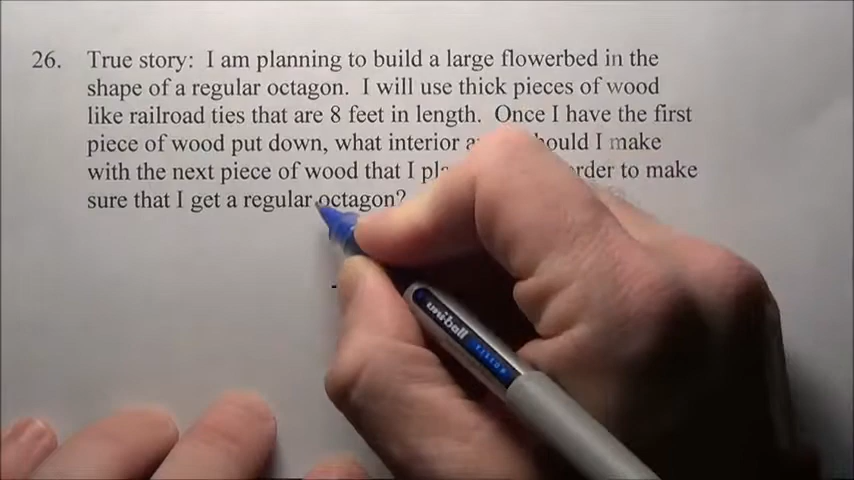 26. True story: I am planning to build a large flowerbed in the
shape of a regular octagon. I will use thick pieces of wood
like railroad ties that are 8 feet in length. Once I have the first
piece of wood put down, what interior should I make
with the next piece of wood that I order to make
sure that I get a regular octagon?
uni-ball
VISION